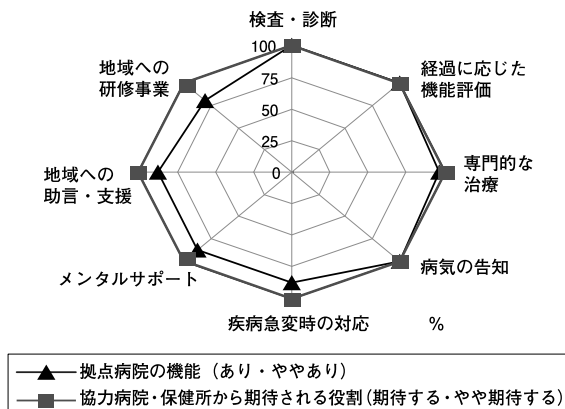 検査・診断
100
75
50
25
0
経過に応じた
機能評価
専門的な
治療
病気の告知
疾病急変時の対応
%
メンタルサポート
地域への
助言・支援
地域への
研修事業
拠点病院の機能（あり・ややあり）
協力病院・保健所から期待される役割（期待する・やや期待する）